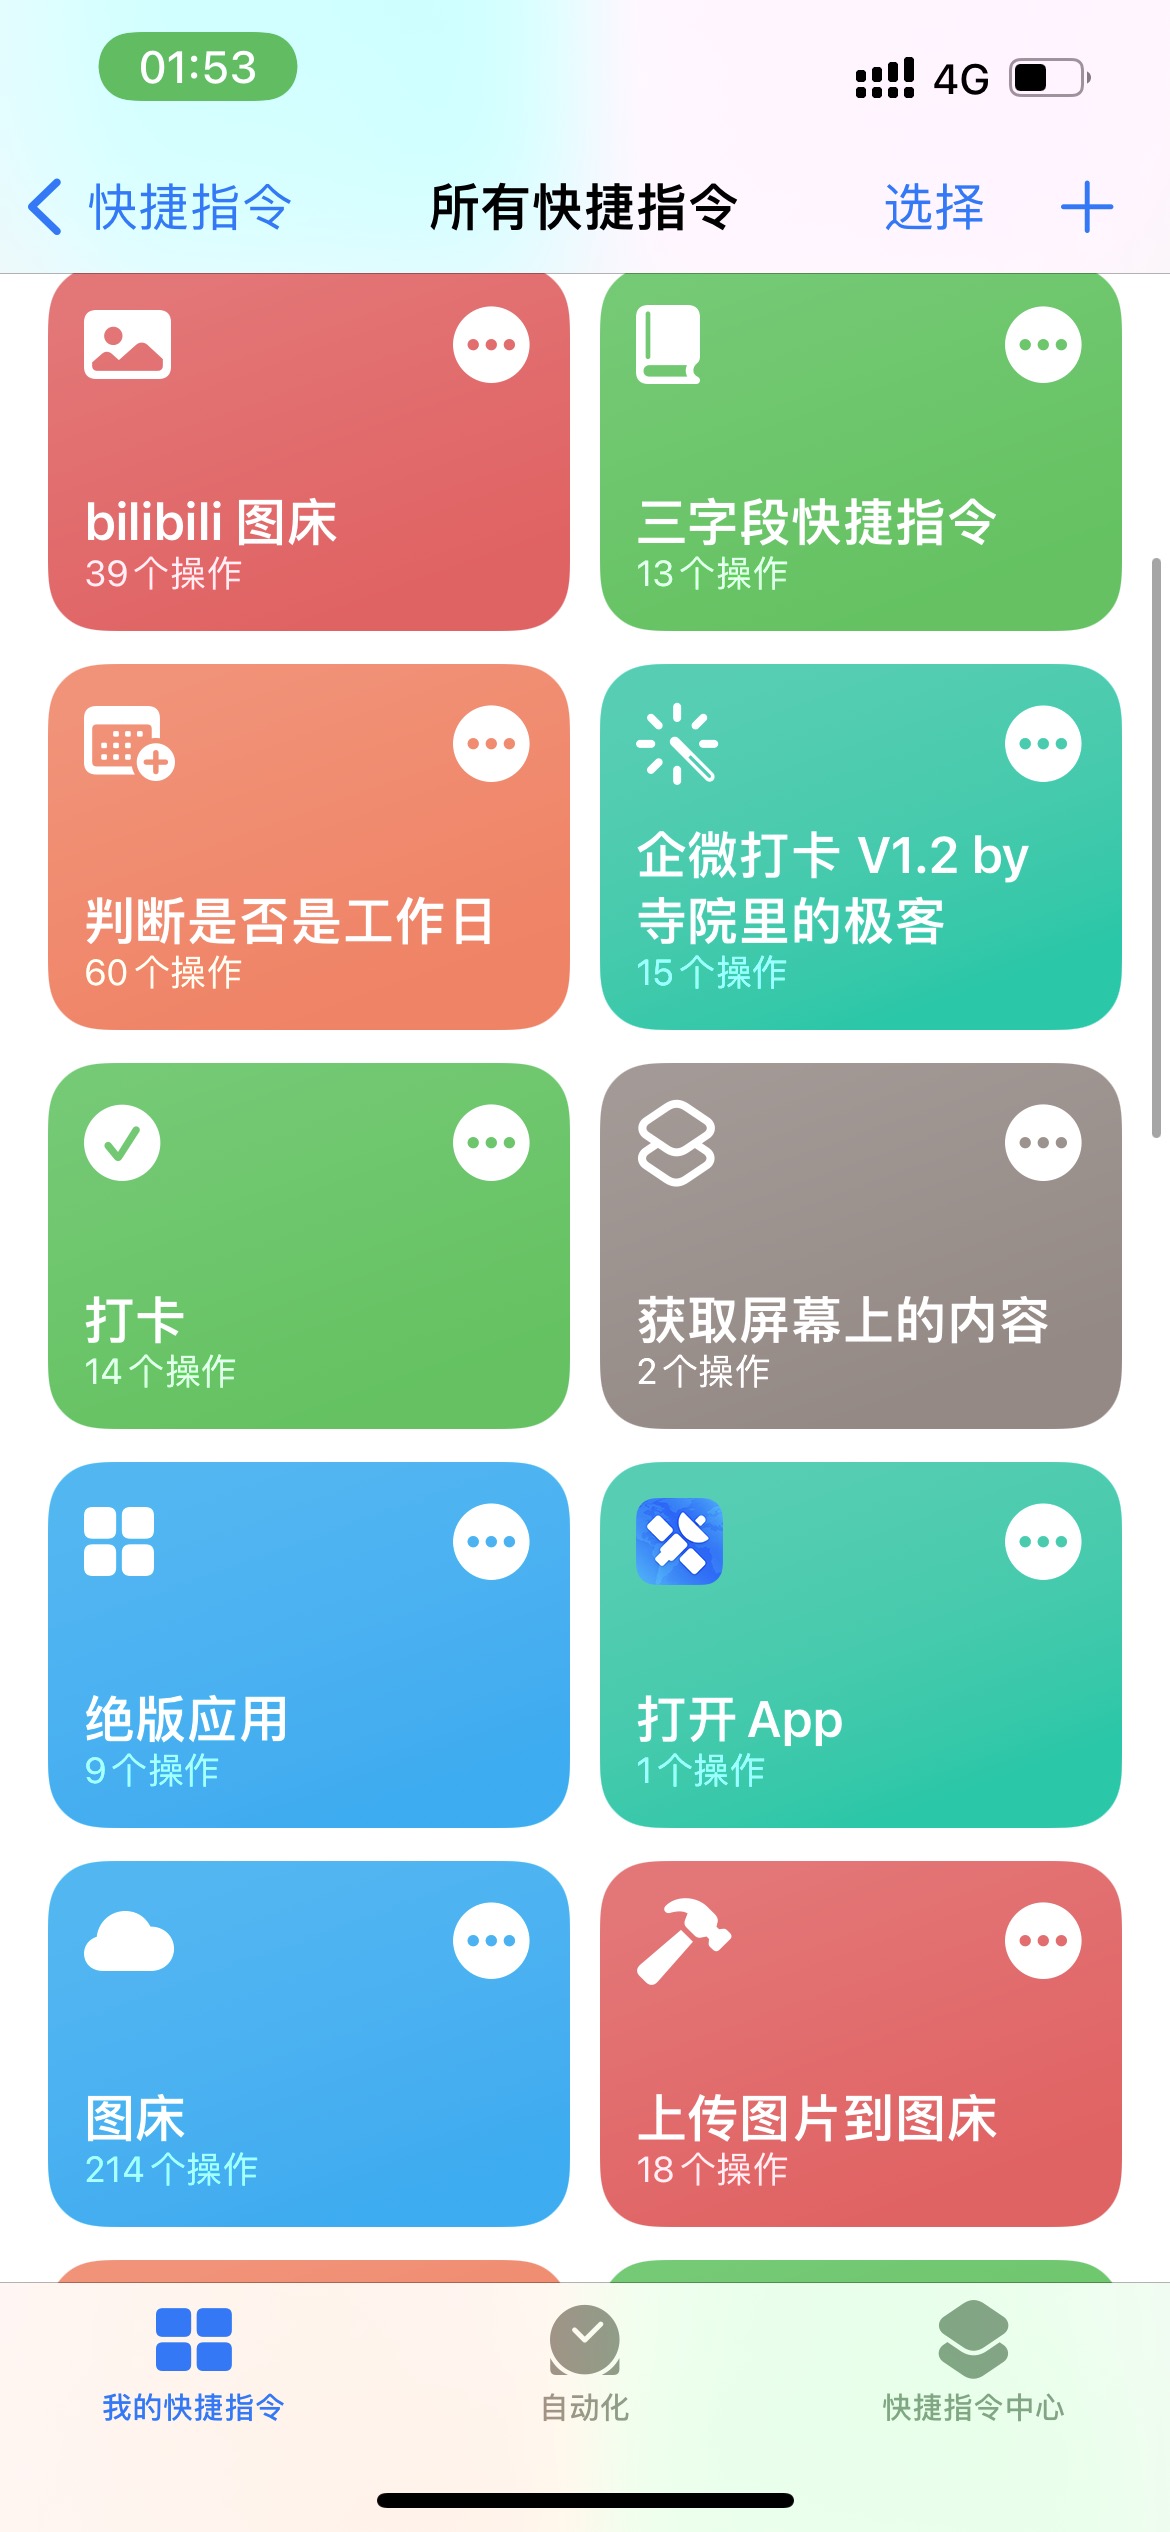 01:53
4G
快捷指令
所有快捷指令
选择
bilibili 图床
39个操作
三字段快捷指令
13个操作
判断是否是工作日
60个操作
企微打卡 V1.2 by
寺院里的极客
15个操作
打卡
14个操作
获取屏幕上的内容
2个操作
绝版应用
9个操作
打开 App
1个操作
图床
214个操作
上传图片到图床
18个操作
我的快捷指令
自动化
快捷指令中心